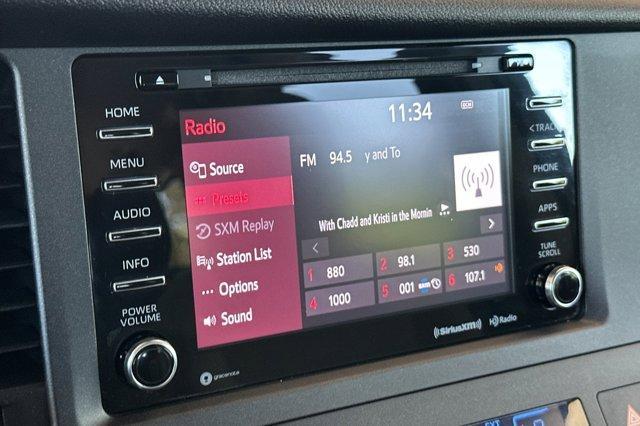 HOME
MENU
AUDIO
INFO
POWER
VOLUME
Radio
11:34
Source
Presets
SXM Replay
Station List
Options
Sound
FM 94.5 y and To
With Chadd and Kristi in the Mornin
1 880
2 98.1
3 530
4 1000
5 001 SXM
6 107.1
< TRACK
PHONE
APPS
TUNE
SCROLL
gracenote
((SiriusXM))
HD Radio
EXT